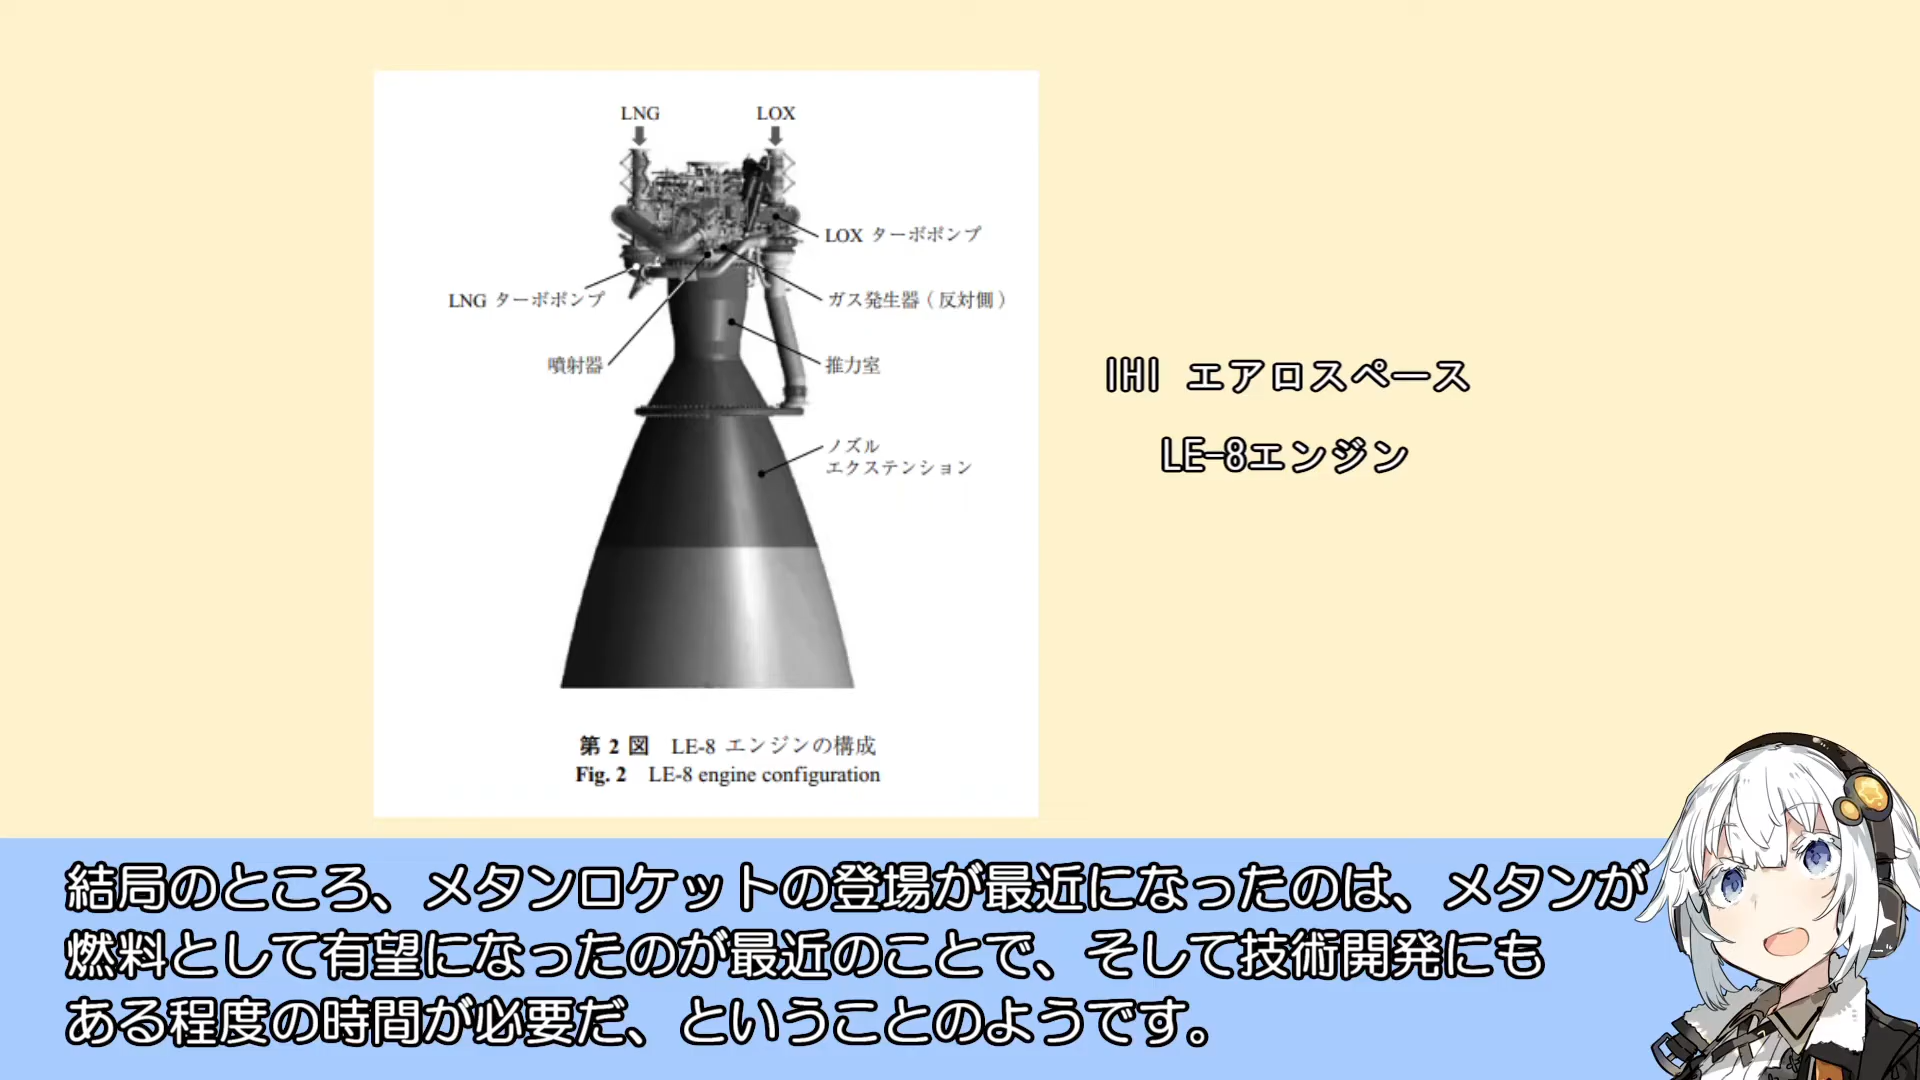 LNG
LOX
LOX ターボポンプ
LNG ターボポンプ
ガス発生器 ( 反対側 )
噴射器
推力室
ノズル
エクステンション
第 2 図 LE-8 エンジンの構成
Fig. 2 LE-8 engine configuration
IHI エアロスペース
LE-8エンジン
結局のところ、メタンロケットの登場が最近になったのは、メタンが
燃料として有望になったのが最近のことで、そして技術開発にも
ある程度の時間が必要だ、ということのようです。